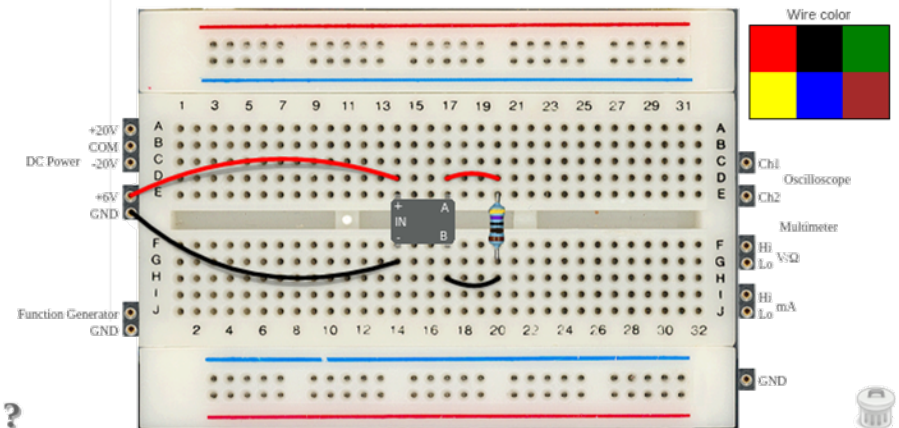 Wire color
1 3 5 7 9 11 13 15 17 19 21 23 25 27 29 31
A A
B B
C C
D D
E E
+20V
COM
DC Power -20V
+6V
GND
Ch1
Oscilloscope
Ch2
+ A
IN
- B
F F
G G
H H
I I
J J
Multimeter
Hi
Lo V/Ω
Hi
Lo mA
Function Generator
GND
2 4 6 8 10 12 14 16 18 20 22 24 26 28 30 32
GND
?